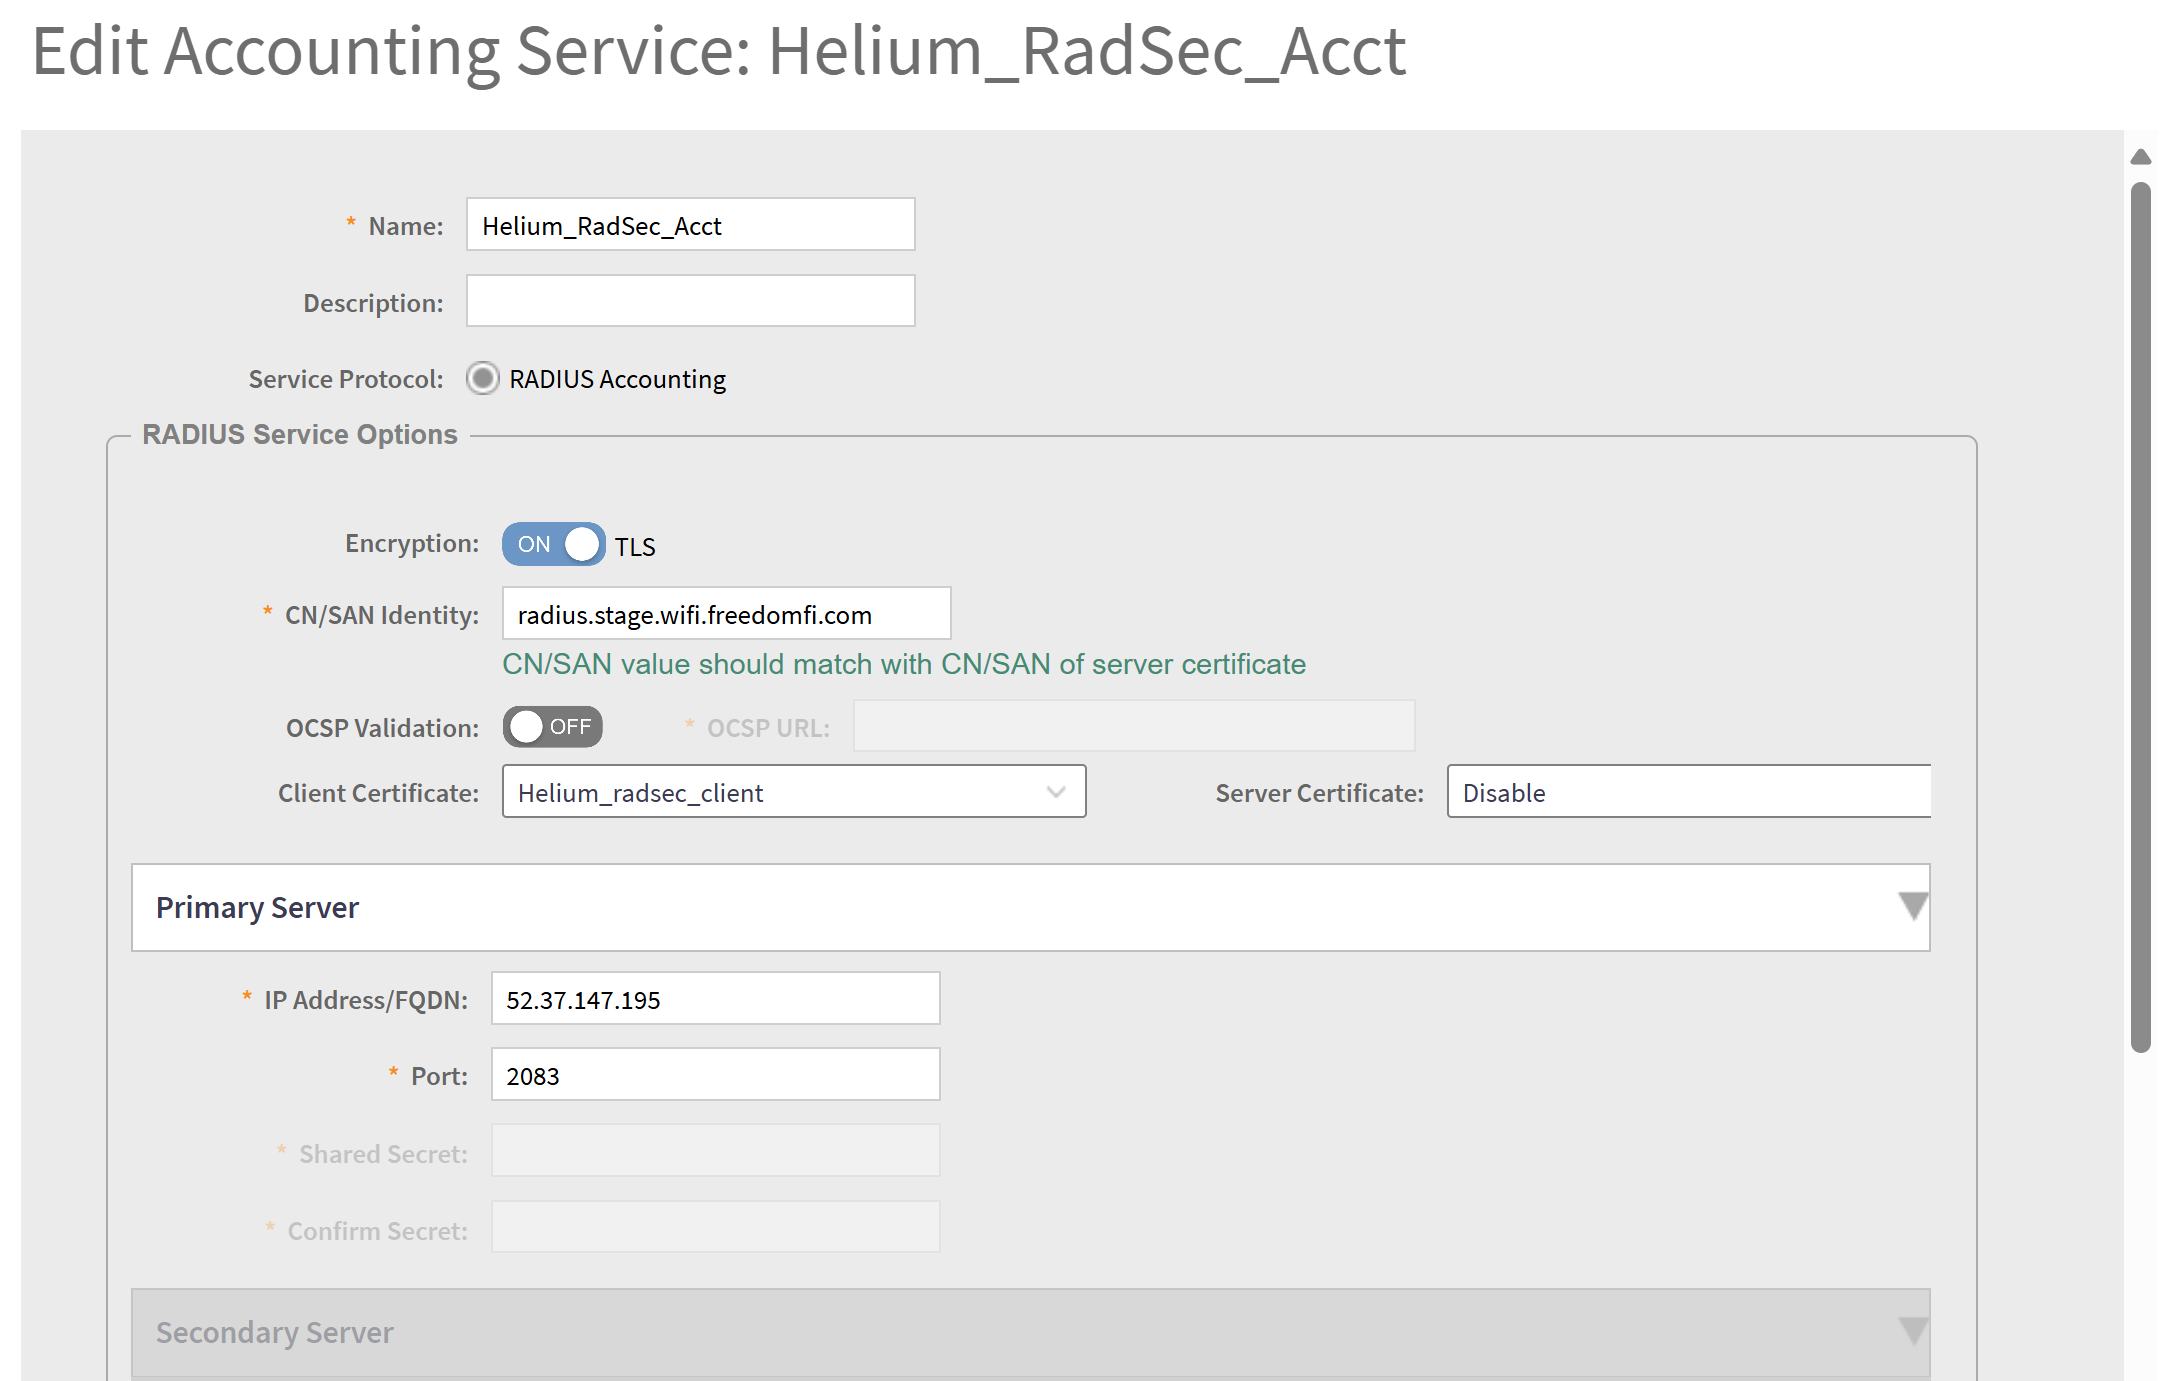 Edit Accounting Service: Helium_RadSec_Acct
* Name: Helium_RadSec_Acct
Description:
Service Protocol: RADIUS Accounting
RADIUS Service Options
Encryption: ON TLS
* CN/SAN Identity: radius.stage.wifi.freedomfi.com
CN/SAN value should match with CN/SAN of server certificate
OCSP Validation: OFF * OCSP URL:
Client Certificate: Helium_radsec_client Server Certificate: Disable
Primary Server
* IP Address/FQDN: 52.37.147.195
* Port: 2083
* Shared Secret:
* Confirm Secret:
Secondary Server